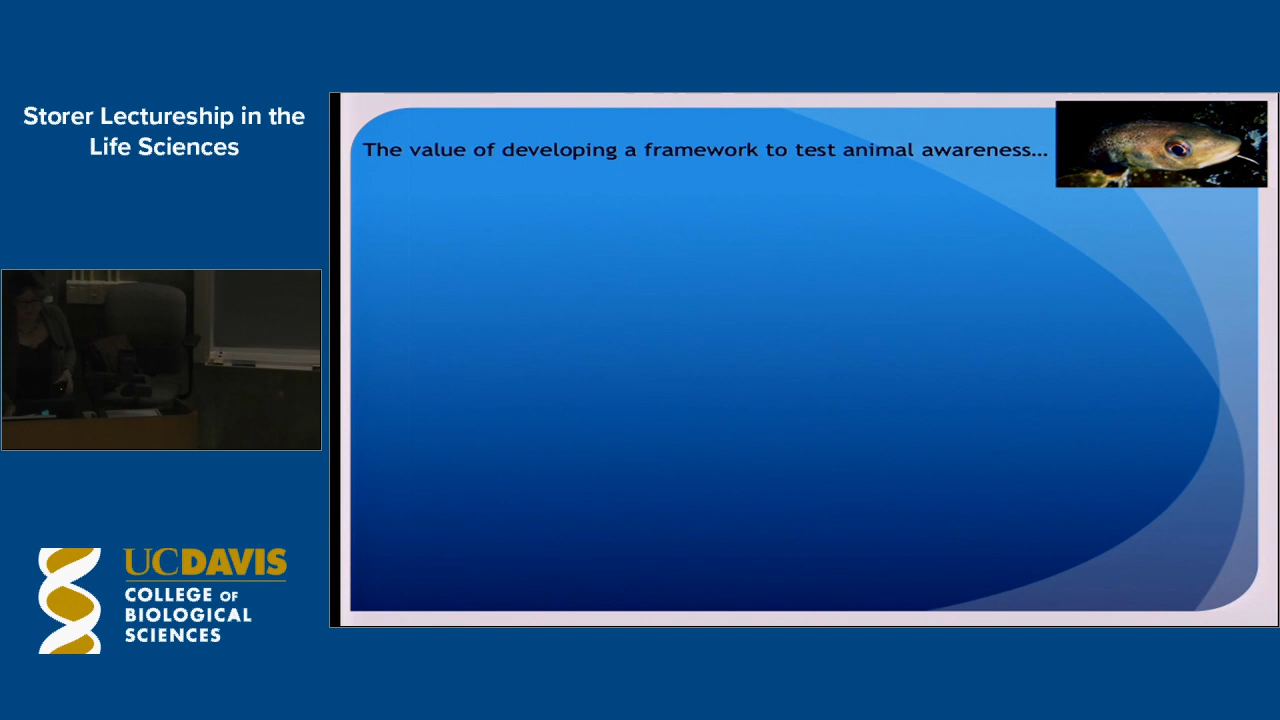 Storer Lectureship in the
Life Sciences
The value of developing a framework to test animal awareness...
UCDAVIS
COLLEGE OF
BIOLOGICAL
SCIENCES